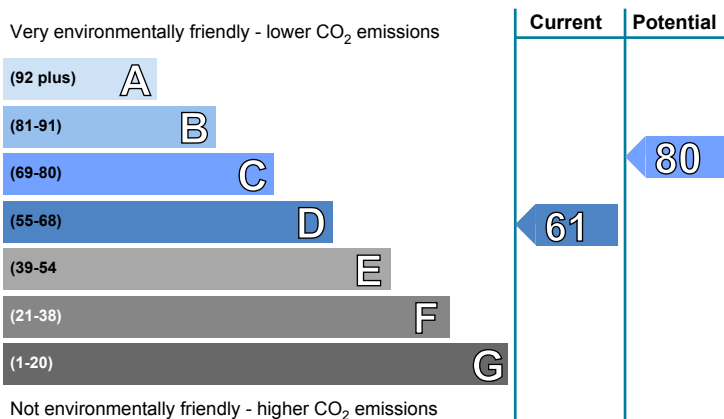 Current Potential
Very environmentally friendly - lower CO2 emissions
(92 plus) A
(81-91) B
80
(69-80) C
(55-68) D
61
(39-54 E
(21-38) F
(1-20) G
Not environmentally friendly - higher CO2 emissions